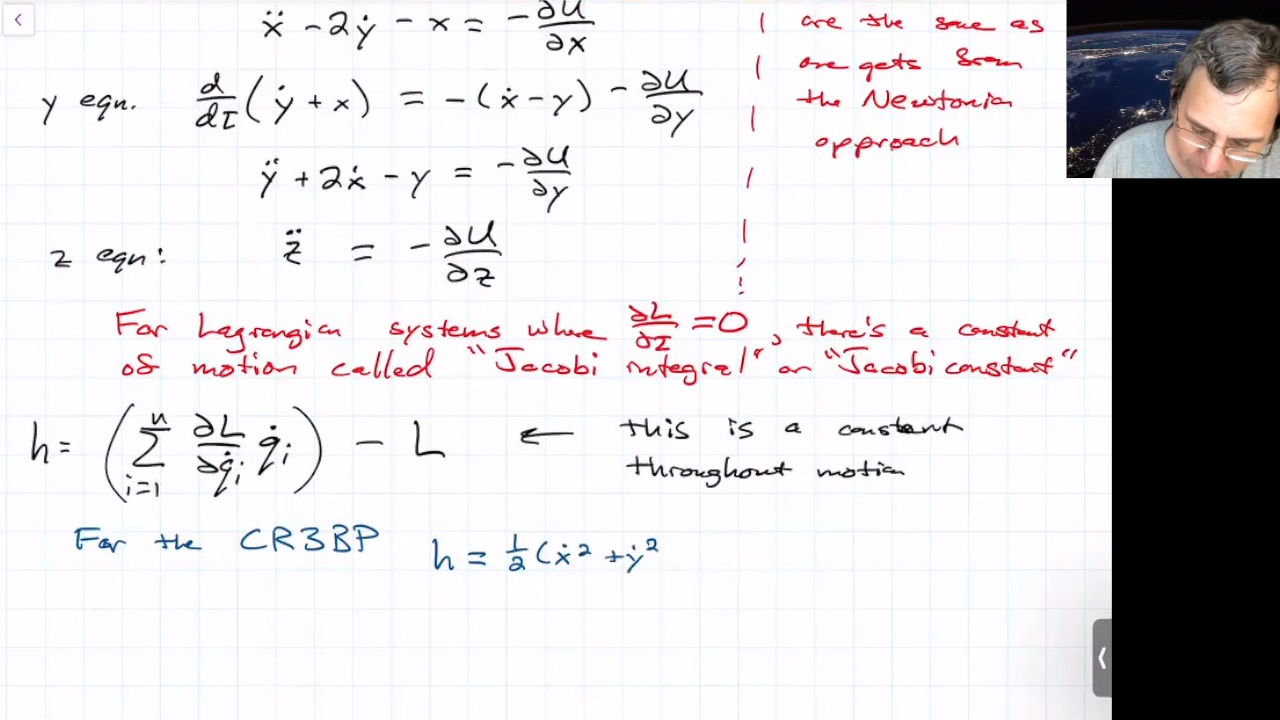 ẍ - 2ẏ - x = -∂U/∂x
y eqn. d/dτ(ẏ + x) = -(ẋ - y) - ∂U/∂y
ÿ + 2ẋ - y = -∂U/∂y
z eqn: z̈ = -∂U/∂z
are the same as
one gets from
the Newtonian
approach
For Lagrangian systems where ∂L/∂τ = 0, there's a constant
of motion called "Jacobi integral" or "Jacobi constant"
h = (∑_{i=1}^{n} ∂L/∂q̇_i q̇_i) - L ← this is a constant
throughout motion
For the CR3BP h = 1/2(ẋ² + ẏ²